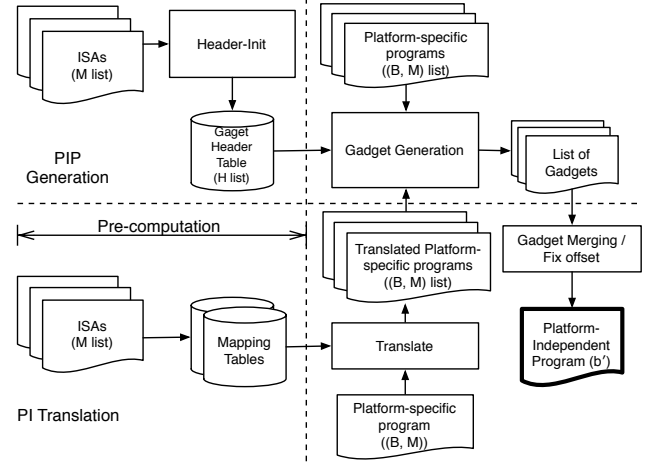 ISAs
(M list)
Header-Init
Platform-specific
programs
((B, M) list)
Gaget
Header
Table
(H list)
Gadget Generation
List of
Gadgets
PIP
Generation
Pre-computation
Translated Platform-
specific programs
((B, M) list)
Gadget Merging /
Fix offset
ISAs
(M list)
Mapping
Tables
Translate
Platform-
Independent
Program (b′)
PI Translation
Platform-specific
program
((B, M))